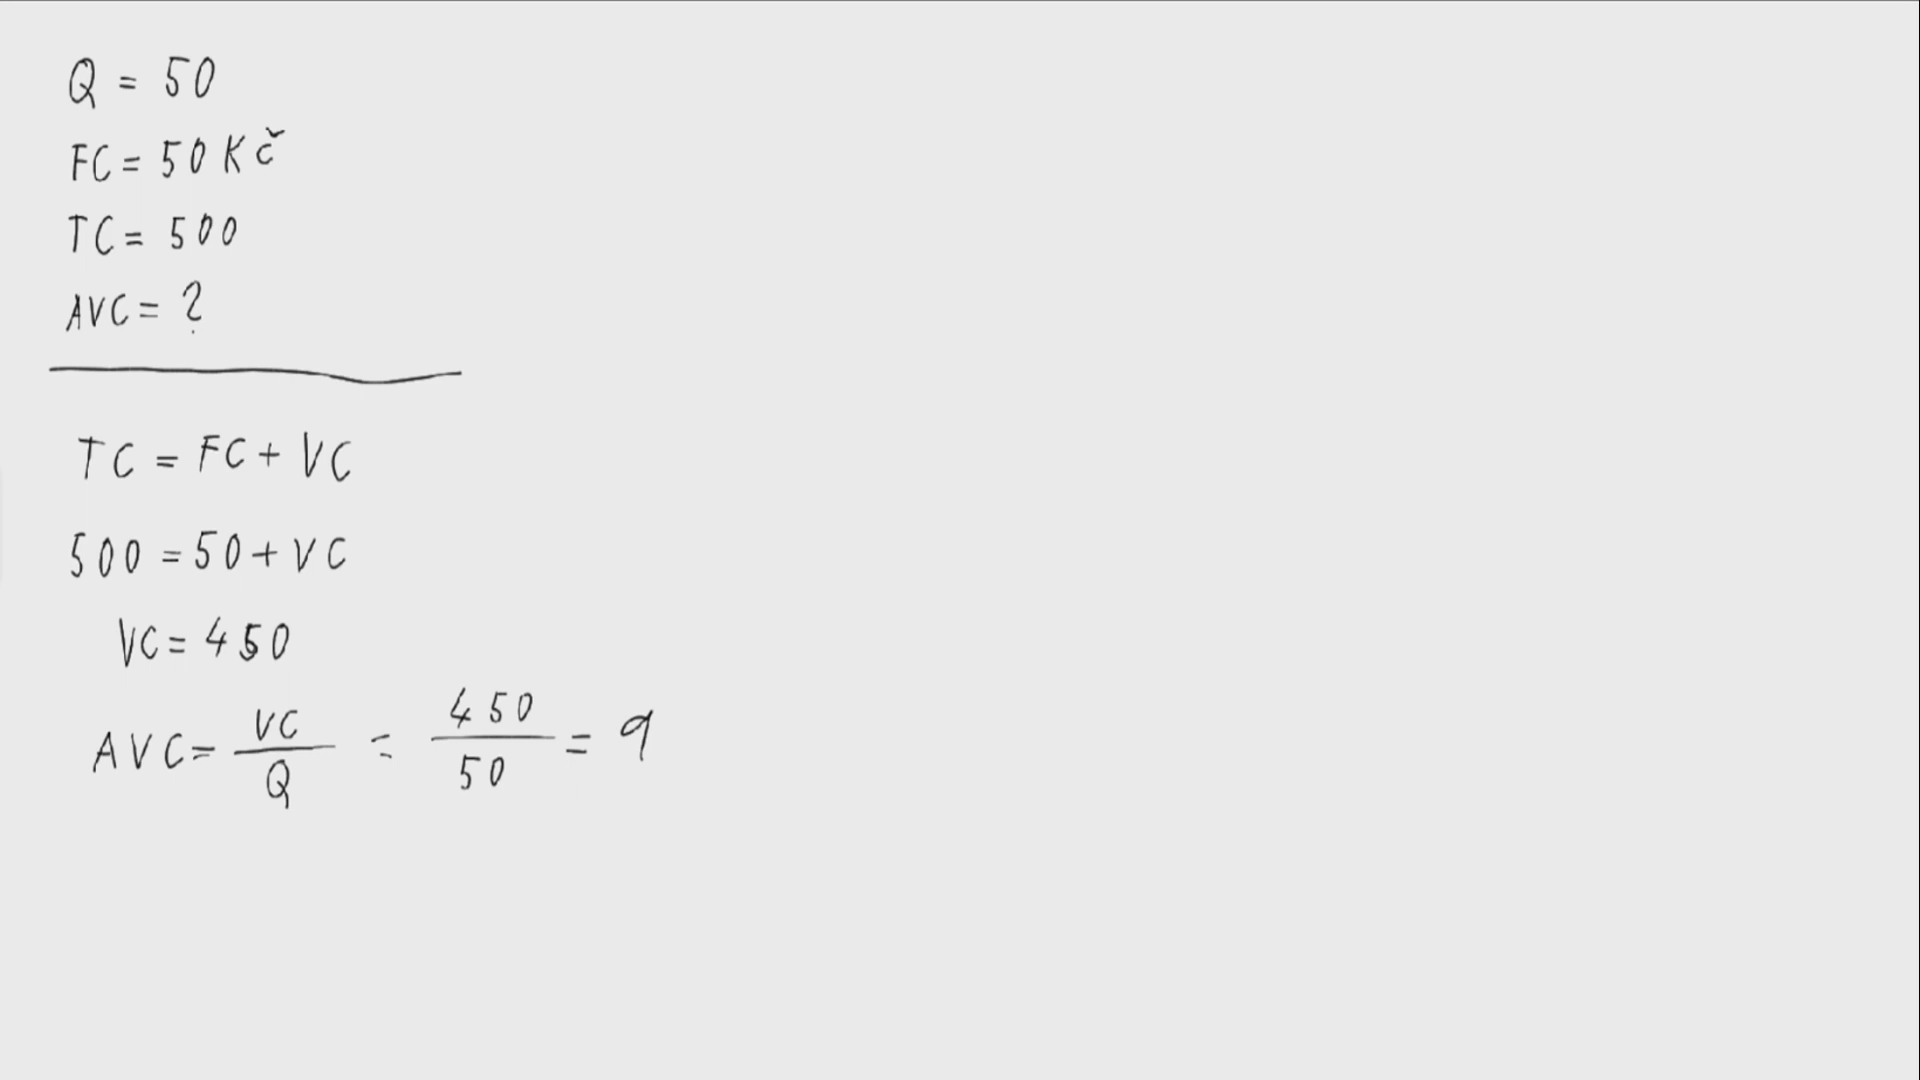 Q = 50
FC = 50 Kč
TC = 500
AVC = ?
TC = FC + VC
500 = 50 + VC
VC = 450
AVC = VC/Q = 450/50 = 9